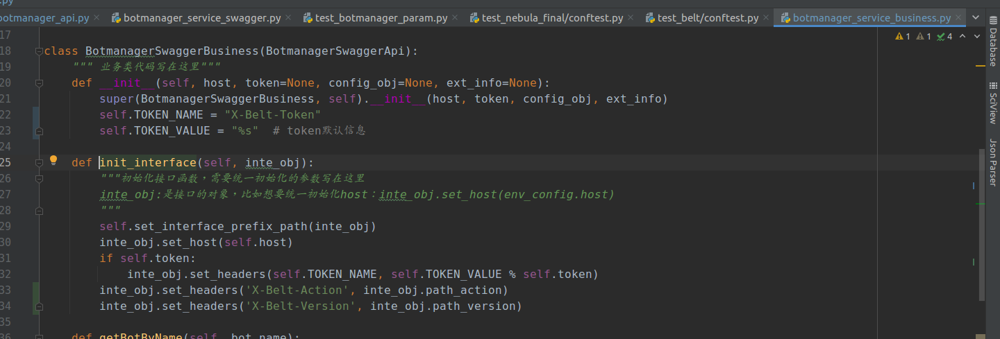 .py
botmanager_api.py × botmanager_service_swagger.py × test_botmanager_param.py × test_nebula_final/conftest.py × test_belt/conftest.py × botmanager_service_business.py ×
1 1 4
17
18 class BotmanagerSwaggerBusiness(BotmanagerSwaggerApi):
19 """ 业务类代码写在这里"""
20 def __init__(self, host, token=None, config_obj=None, ext_info=None):
21 super(BotmanagerSwaggerBusiness, self).__init__(host, token, config_obj, ext_info)
22 self.TOKEN_NAME = "X-Belt-Token"
23 self.TOKEN_VALUE = "%s" # token默认信息
24
25 def init_interface(self, inte_obj):
26 """初始化接口函数，需要统一初始化的参数写在这里
27 inte_obj:是接口的对象，比如想要统一初始化host：inte_obj.set_host(env_config.host)
28 """
29 self.set_interface_prefix_path(inte_obj)
30 inte_obj.set_host(self.host)
31 if self.token:
32 inte_obj.set_headers(self.TOKEN_NAME, self.TOKEN_VALUE % self.token)
33 inte_obj.set_headers('X-Belt-Action', inte_obj.path_action)
34 inte_obj.set_headers('X-Belt-Version', inte_obj.path_version)
35
36 def getBotByName(self, bot_name):
Database
SciView
Json Parser